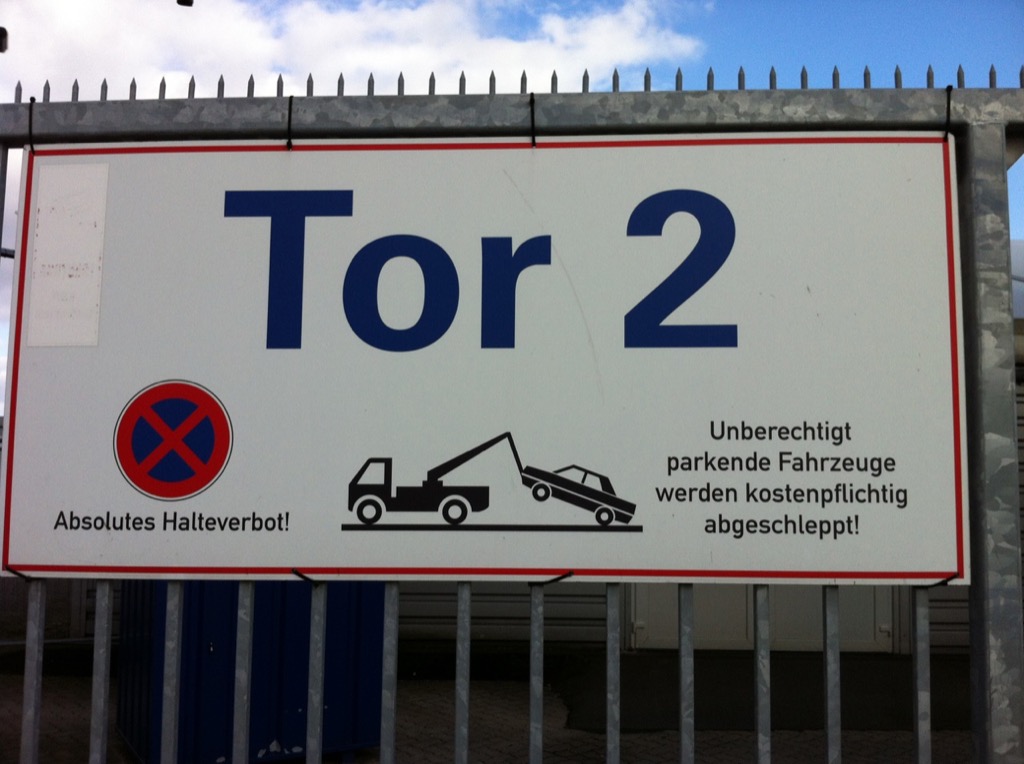 Tor 2
Absolutes Halteverbot!
Unberechtigt
parkende Fahrzeuge
werden kostenpflichtig
abgeschleppt!